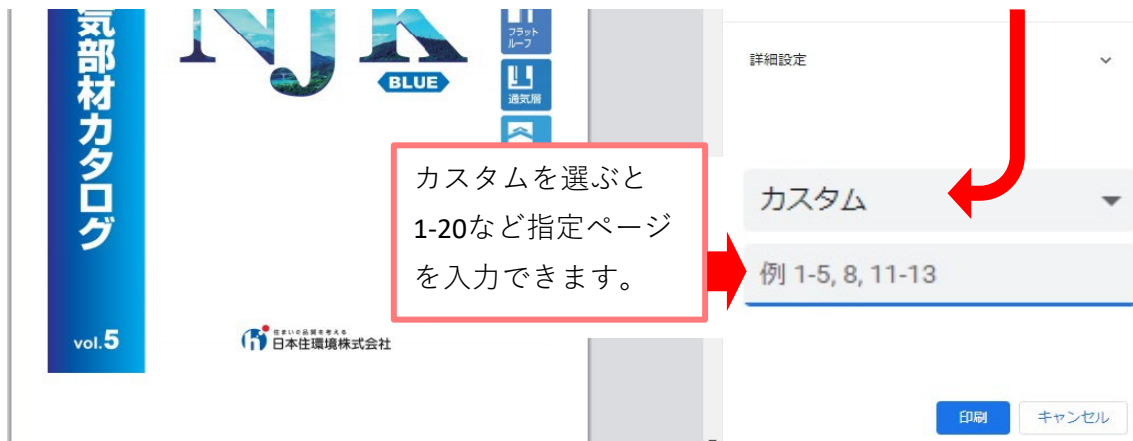 気部材カタログ
NJK
BLUE
フラット
ルーフ
通気層
vol.5
住まいの品質を考える
日本住環境株式会社
カスタムを選ぶと
1-20など指定ページ
を入力できます。
詳細設定
カスタム
例 1-5, 8, 11-13
印刷
キャンセル